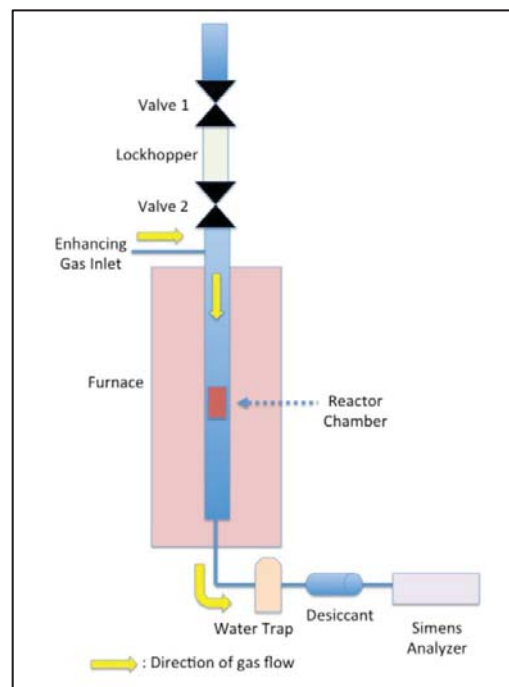 Valve 1
Lockhopper
Valve 2
Enhancing
Gas Inlet
Furnace
Reactor
Chamber
Water Trap
Desiccant
Simens
Analyzer
: Direction of gas flow